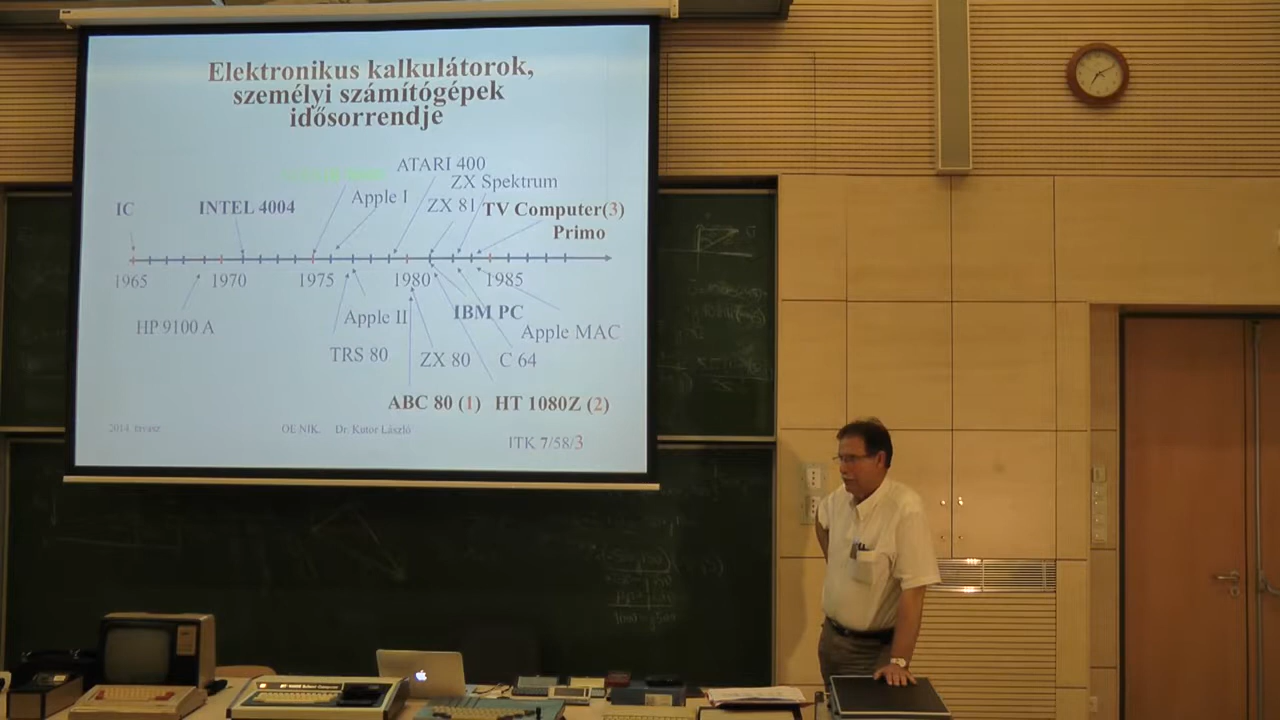 Elektronikus kalkulátorok,
személyi számítógépek
idősorrendje
ATARI 400
ZX Spektrum
Apple I
IC
INTEL 4004
ZX 81
TV Computer(3)
Primo
1965
1970
1975
1980
1985
HP 9100 A
Apple II
IBM PC
Apple MAC
TRS 80
ZX 80
C 64
ABC 80 (1)
HT 1080Z (2)
2014. tavasz
OE NIK.
Dr. Kutor László
ITK 7/58/3